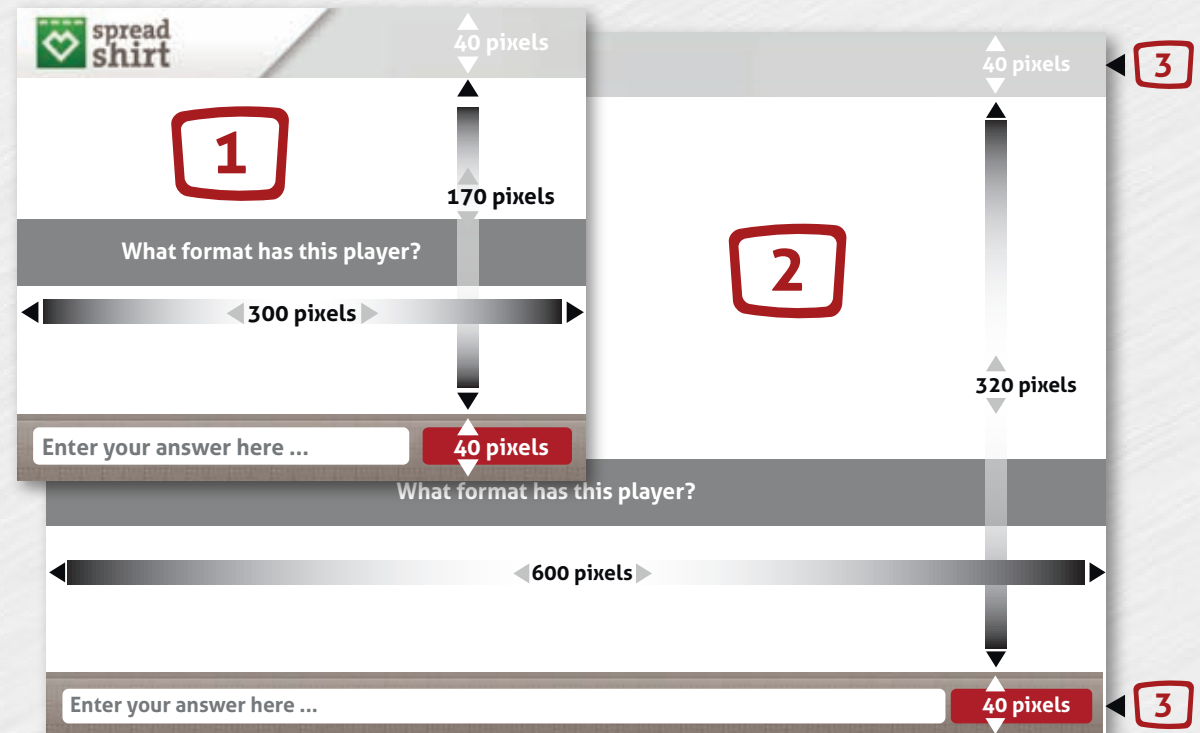 spread
shirt
40 pixels
40 pixels
3
1
170 pixels
What format has this player?
2
300 pixels
320 pixels
Enter your answer here ...
40 pixels
What format has this player?
600 pixels
Enter your answer here ...
40 pixels
3